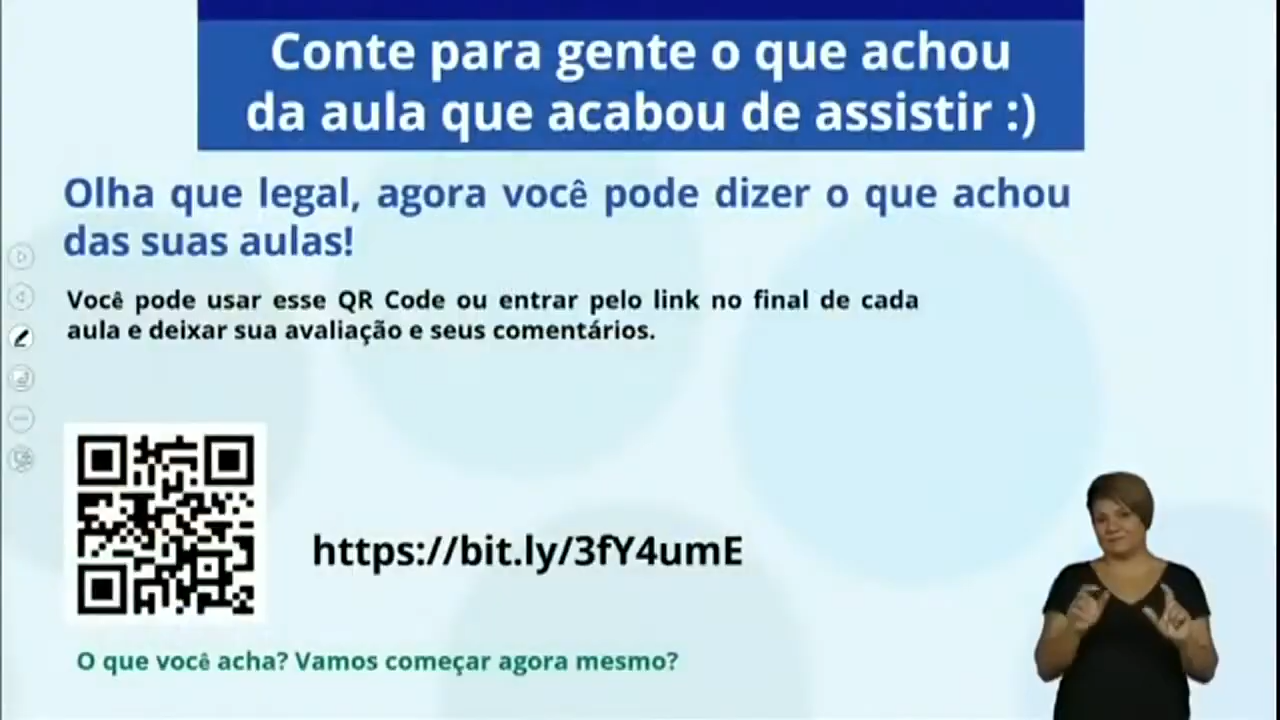 Conte para gente o que achou
da aula que acabou de assistir :)
Olha que legal, agora você pode dizer o que achou
das suas aulas!
Você pode usar esse QR Code ou entrar pelo link no final de cada
aula e deixar sua avaliação e seus comentários.
https://bit.ly/3fY4umE
O que você acha? Vamos começar agora mesmo?